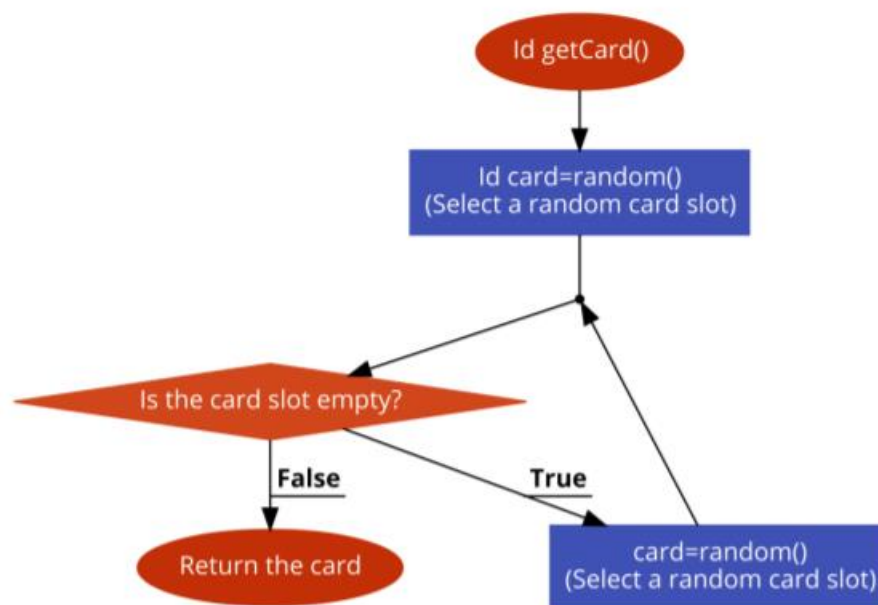 Id getCard()
Id card=random()
(Select a random card slot)
Is the card slot empty?
False
True
Return the card
card=random()
(Select a random card slot)